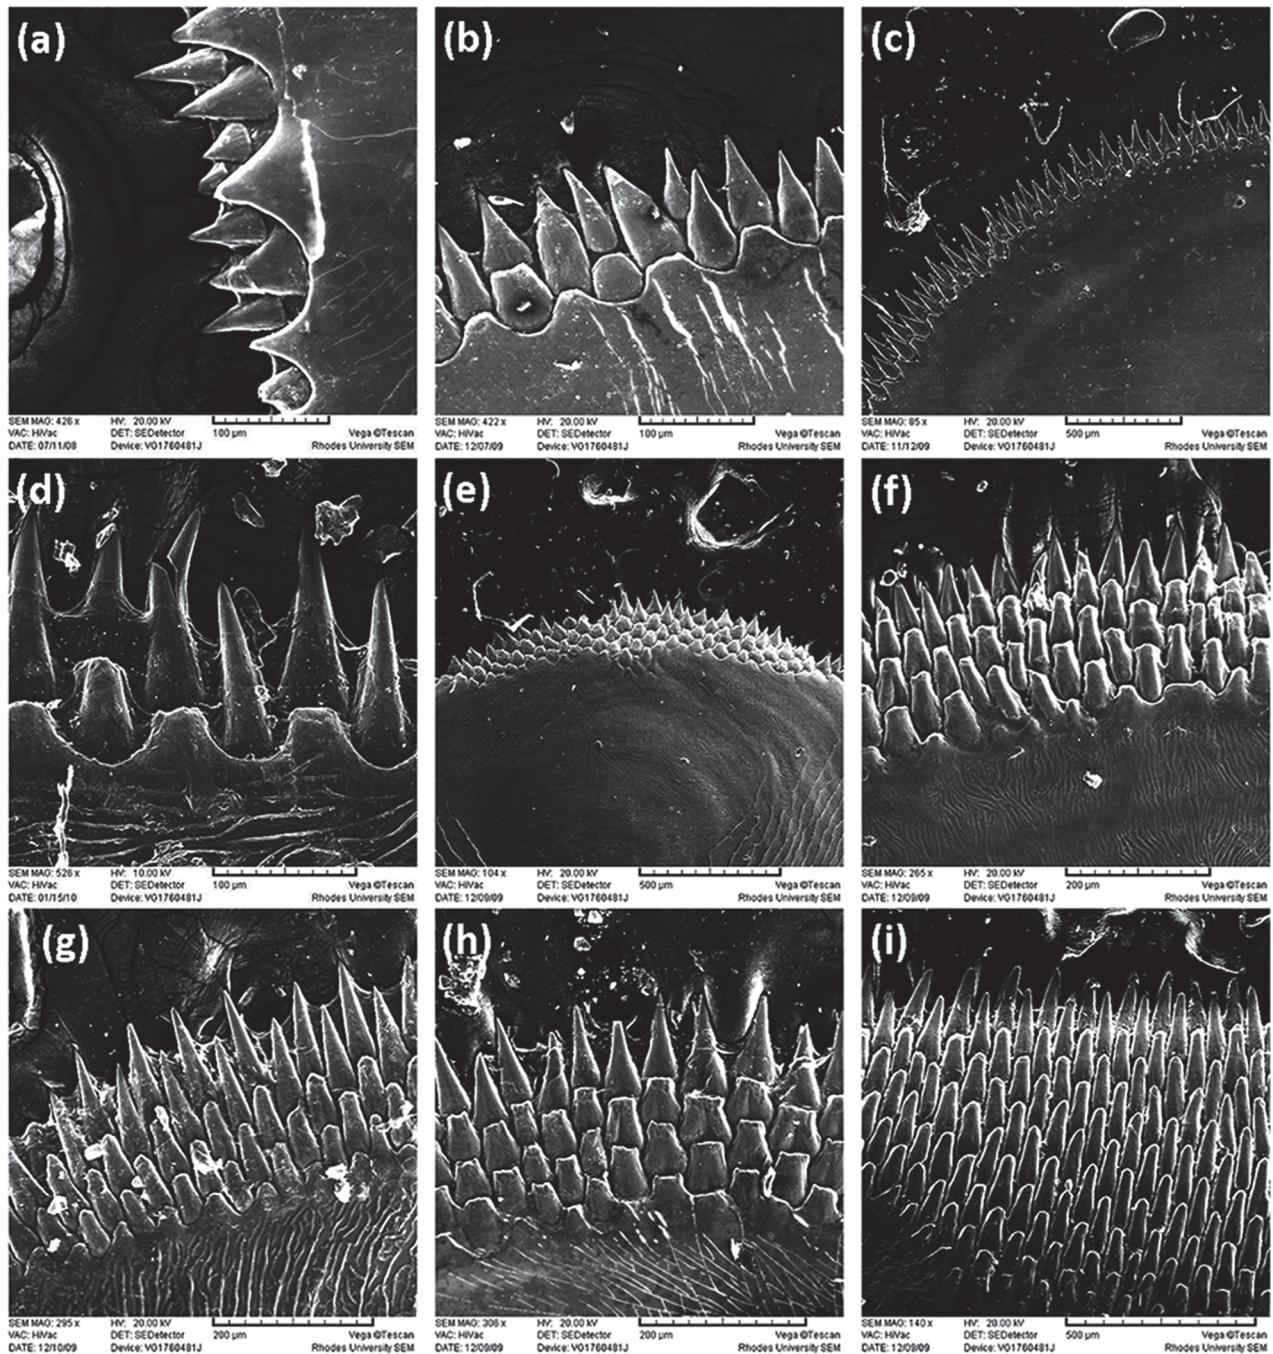 (a)
SEM MAG: 426 x HV: 20.00 kV
VAC: HiVac DET: SEDetector 100 µm Vega ©Tescan
DATE: 07/11/08 Device: VG1760481J Rhodes University SEM
(b)
SEM MAG: 422 x HV: 20.00 kV
VAC: HiVac DET: SEDetector 100 µm Vega ©Tescan
DATE: 12/07/09 Device: VG1760481J Rhodes University SEM
(c)
SEM MAG: 85 x HV: 20.00 kV
VAC: HiVac DET: SEDetector 500 µm Vega ©Tescan
DATE: 11/12/09 Device: VG1760481J Rhodes University SEM
(d)
SEM MAG: 526 x HV: 10.00 kV
VAC: HiVac DET: SEDetector 100 µm Vega ©Tescan
DATE: 01/15/10 Device: VG1760481J Rhodes University SEM
(e)
SEM MAG: 104 x HV: 20.00 kV
VAC: HiVac DET: SEDetector 500 µm Vega ©Tescan
DATE: 12/09/09 Device: VG1760481J Rhodes University SEM
(f)
SEM MAG: 265 x HV: 20.00 kV
VAC: HiVac DET: SEDetector 200 µm Vega ©Tescan
DATE: 12/09/09 Device: VG1760481J Rhodes University SEM
(g)
SEM MAG: 295 x HV: 20.00 kV
VAC: HiVac DET: SEDetector 200 µm Vega ©Tescan
DATE: 12/10/09 Device: VG1760481J Rhodes University SEM
(h)
SEM MAG: 306 x HV: 20.00 kV
VAC: HiVac DET: SEDetector 200 µm Vega ©Tescan
DATE: 12/09/09 Device: VG1760481J Rhodes University SEM
(i)
SEM MAG: 140 x HV: 20.00 kV
VAC: HiVac DET: SEDetector 500 µm Vega ©Tescan
DATE: 12/09/09 Device: VG1760481J Rhodes University SEM